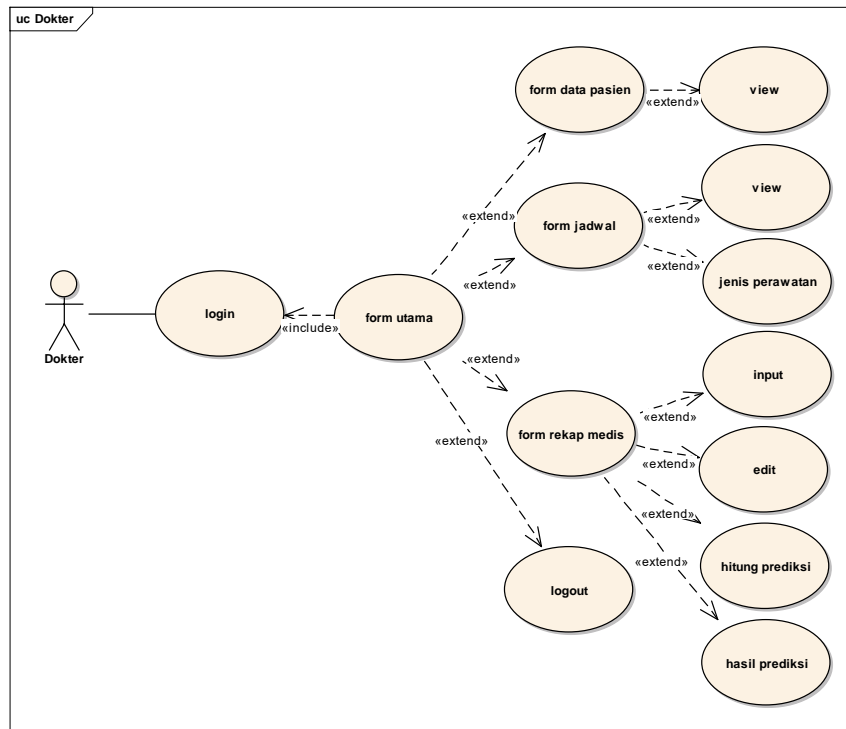 uc Dokter
form data pasien
«extend»
view
«extend»
form jadwal
«extend»
view
«extend»
«extend»
jenis perawatan
Dokter
login
«include»
form utama
«extend»
«extend»
form rekap medis
«extend»
input
«extend»
edit
«extend»
hitung prediksi
«extend»
hasil prediksi
logout